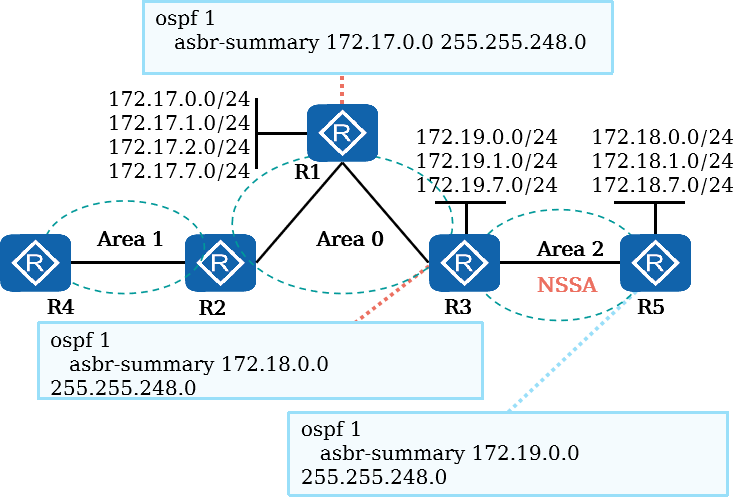 ospf 1
asbr-summary 172.17.0.0 255.255.248.0
172.17.0.0/24
172.17.1.0/24
172.17.2.0/24
172.17.7.0/24
R
R1
172.19.0.0/24
172.19.1.0/24
172.19.7.0/24
172.18.0.0/24
172.18.1.0/24
172.18.7.0/24
R
R4
Area 1
R
R2
Area 0
R
R3
Area 2
NSSA
R
R5
ospf 1
asbr-summary 172.18.0.0
255.255.248.0
ospf 1
asbr-summary 172.19.0.0
255.255.248.0